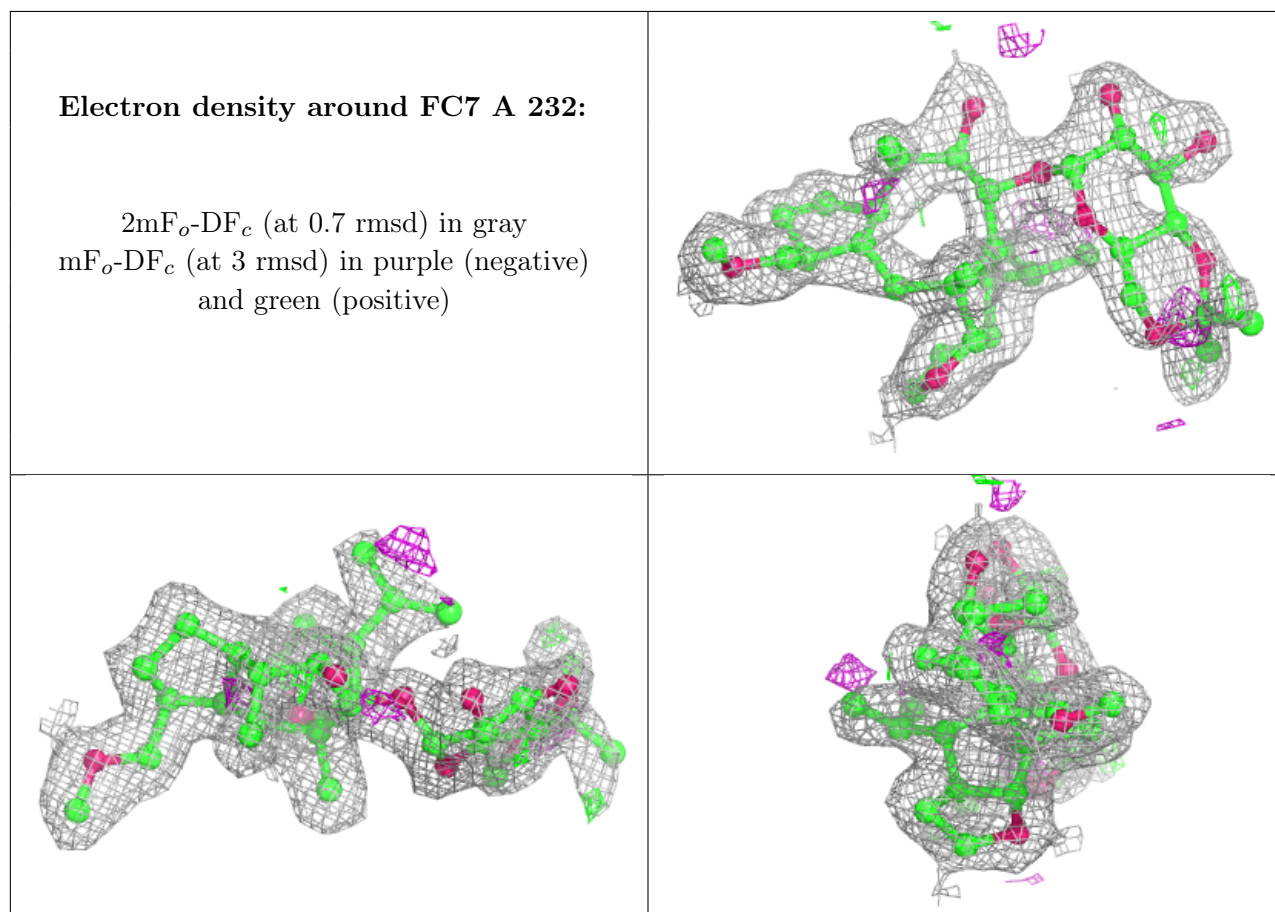 Electron density around FC7 A 232:
2mFo-DFc (at 0.7 rmsd) in gray
mFo-DFc (at 3 rmsd) in purple (negative)
and green (positive)